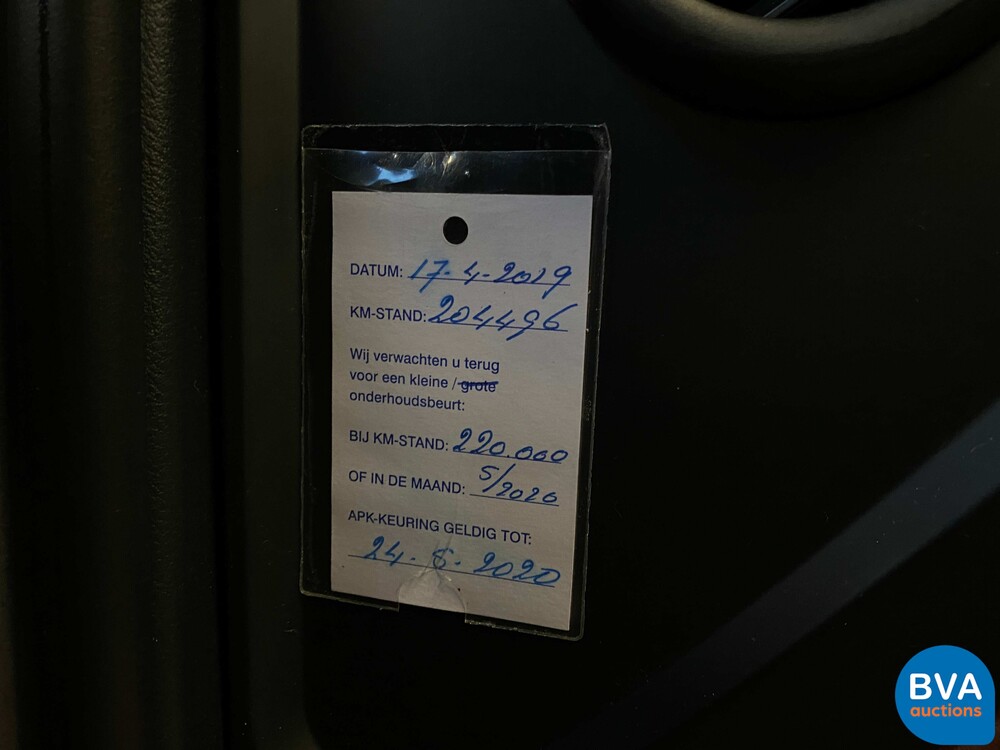 DATUM: 17-4-2019
KM-STAND: 204496
Wij verwachten u terug
voor een kleine / grote
onderhoudsbeurt:
BIJ KM-STAND: 220.000
OF IN DE MAAND: 5/2020
APK-KEURING GELDIG TOT:
24. 5. 2020
BVA
auctions